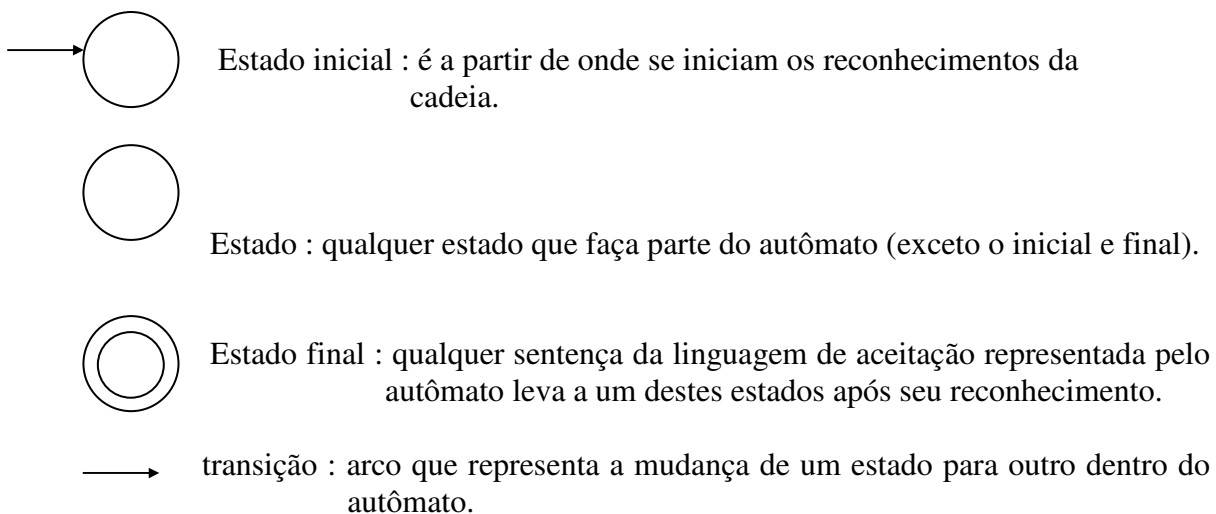 Estado inicial : é a partir de onde se iniciam os reconhecimentos da
cadeia.
Estado : qualquer estado que faça parte do autômato (exceto o inicial e final).
Estado final : qualquer sentença da linguagem de aceitação representada pelo
autômato leva a um destes estados após seu reconhecimento.
transição : arco que representa a mudança de um estado para outro dentro do
autômato.